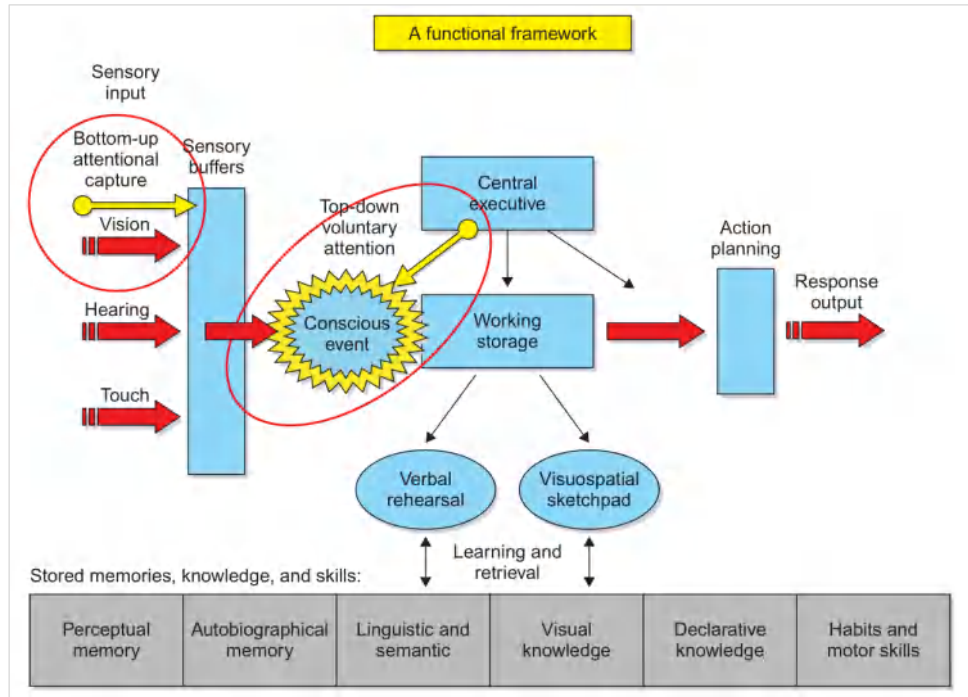 A functional framework
Sensory
input
Bottom-up
attentional
capture
Sensory
buffers
Vision
Hearing
Touch
Top-down
voluntary
attention
Conscious
event
Central
executive
Working
storage
Action
planning
Response
output
Verbal
rehearsal
Visuospatial
sketchpad
Learning and
retrieval
Stored memories, knowledge, and skills:
Perceptual
memory
Autobiographical
memory
Linguistic and
semantic
Visual
knowledge
Declarative
knowledge
Habits and
motor skills